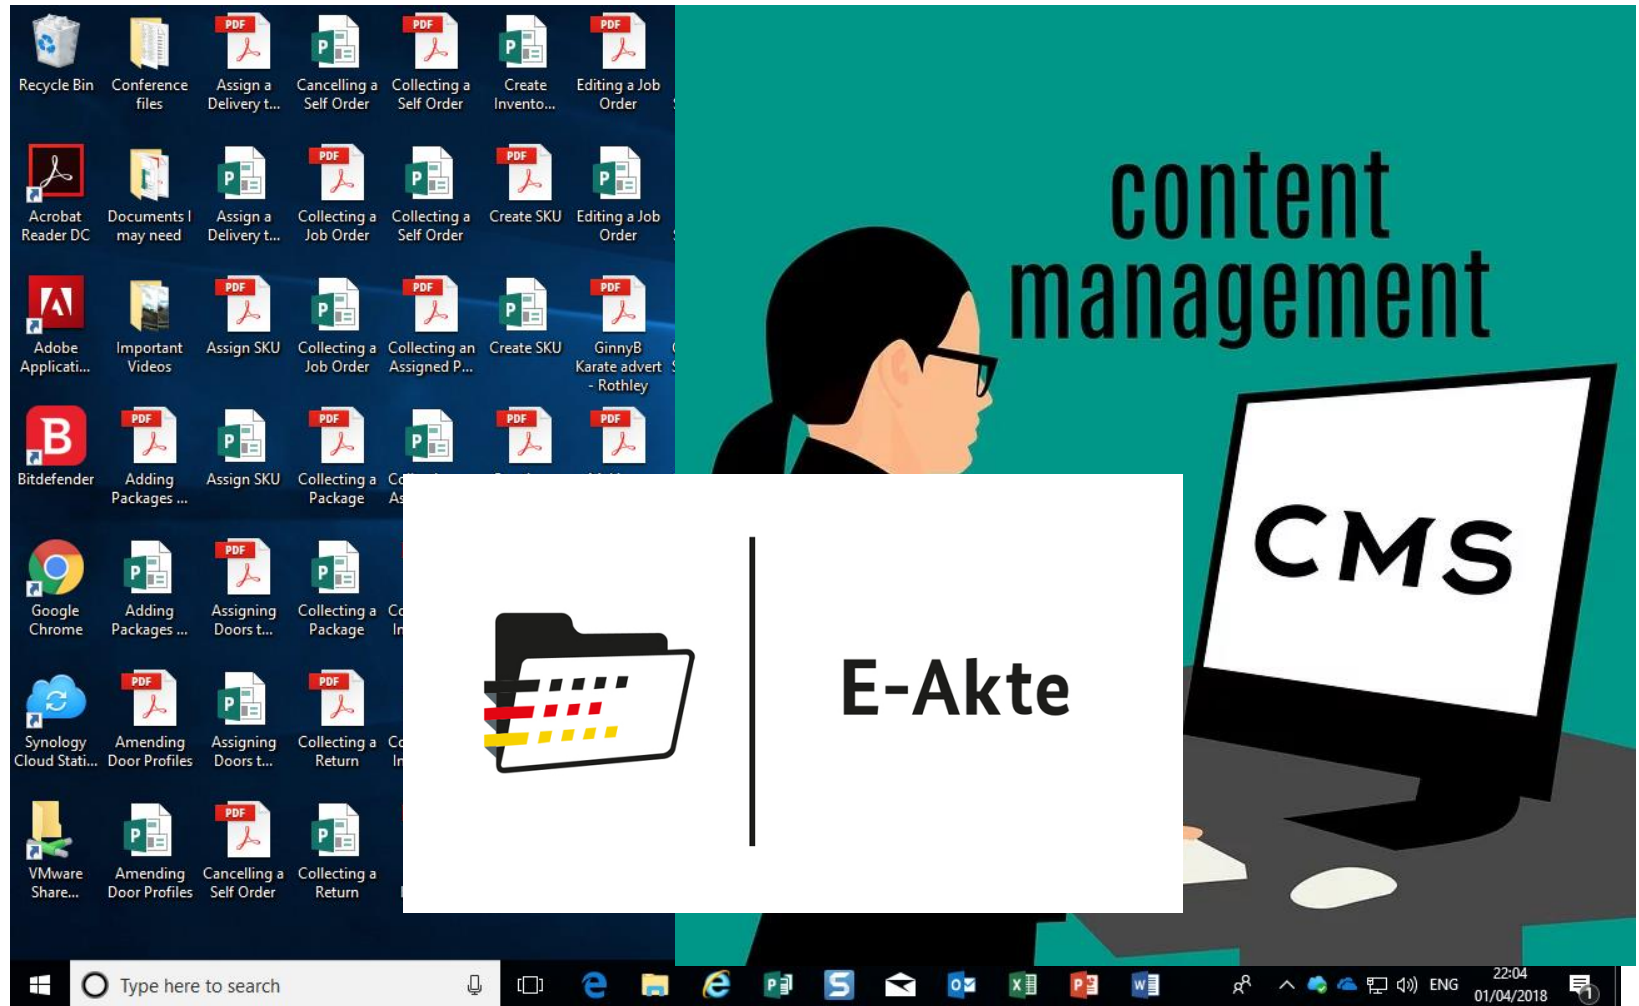 Recycle Bin
Conference
files
Assign a
Delivery t...
Cancelling a
Self Order
Collecting a
Self Order
Create
Invento...
Editing a Job
Order
Acrobat
Reader DC
Documents I
may need
Assign a
Delivery t...
Collecting a
Job Order
Collecting a
Self Order
Create SKU
Editing a Job
Order
Adobe
Applicati...
Important
Videos
Assign SKU
Collecting a
Job Order
Collecting an
Assigned P...
Create SKU
GinnyB
Karate advert
- Rothley
Bitdefender
Adding
Packages ...
Assign SKU
Collecting a
Package
Google
Chrome
Adding
Packages ...
Assigning
Doors t...
Collecting a
Package
Synology
Cloud Stati...
Amending
Door Profiles
Assigning
Doors t...
Collecting a
Return
VMware
Share...
Amending
Door Profiles
Cancelling a
Self Order
Collecting a
Return
content
management
CMS
E-Akte
Type here to search
ENG
22:04
01/04/2018